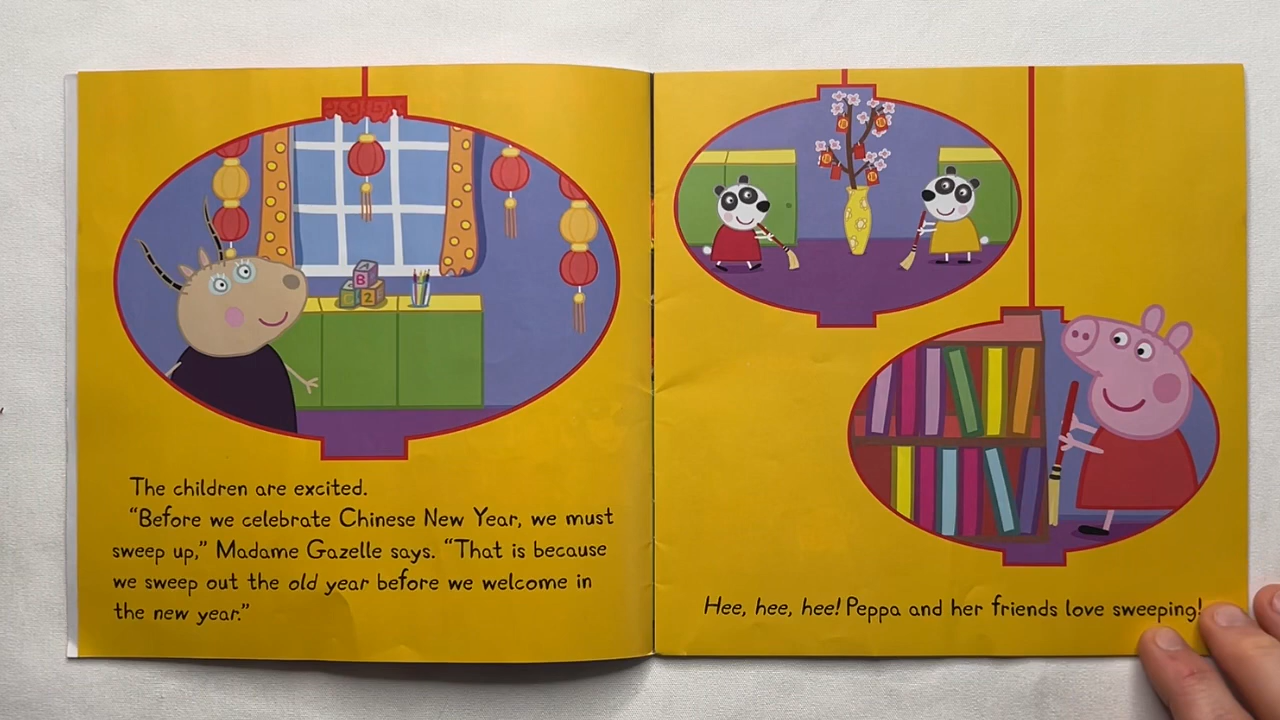 The children are excited.
“Before we celebrate Chinese New Year, we must
sweep up,” Madame Gazelle says. “That is because
we sweep out the old year before we welcome in
the new year.”
B
2
Hee, hee, hee! Peppa and her friends love sweeping!